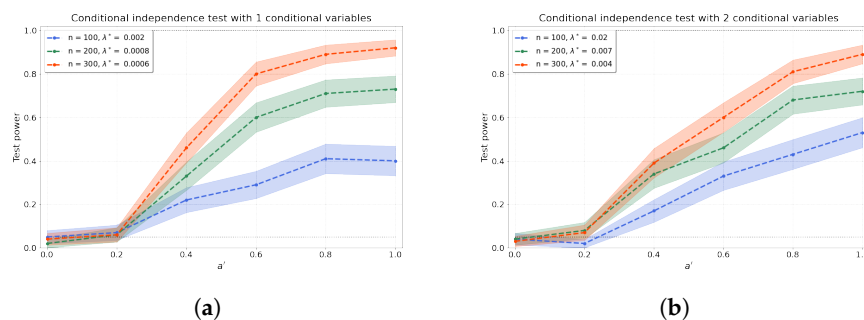 Conditional independence test with 1 conditional variables
n = 100, λ* = 0.002
n = 200, λ* = 0.0008
n = 300, λ* = 0.0006
Test power
1.0
0.8
0.6
0.4
0.2
0.0
0.0 0.2 0.4 0.6 0.8 1.0
a′
(a)
Conditional independence test with 2 conditional variables
n = 100, λ* = 0.02
n = 200, λ* = 0.007
n = 300, λ* = 0.004
Test power
1.0
0.8
0.6
0.4
0.2
0.0
0.0 0.2 0.4 0.6 0.8 1.0
a′
(b)